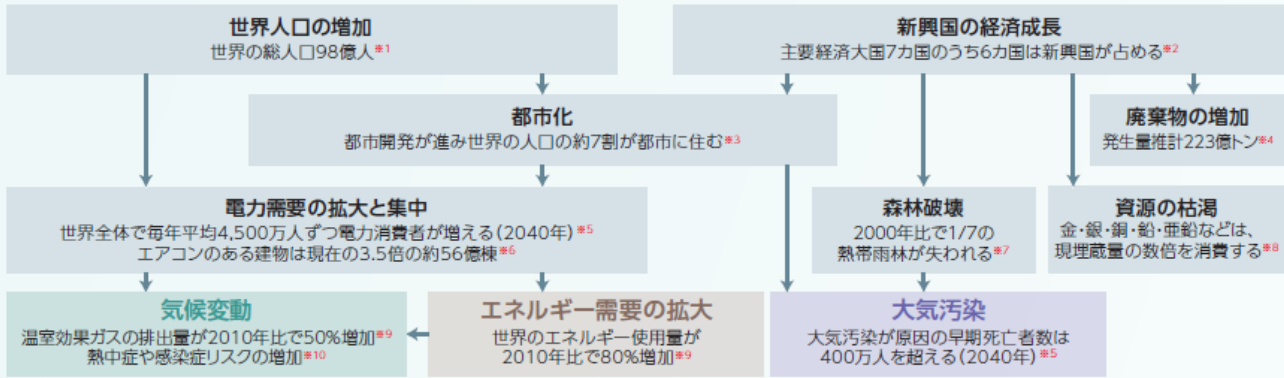 世界人口の増加
世界の総人口98億人※1
新興国の経済成長
主要経済大国7カ国のうち6カ国は新興国が占める※2
都市化
都市開発が進み世界の人口の約7割が都市に住む※3
廃棄物の増加
発生量推計223億トン※4
電力需要の拡大と集中
世界全体で毎年平均4,500万人ずつ電力消費者が増える(2040年)※5
エアコンのある建物は現在の3.5倍の約56億棟※6
森林破壊
2000年比で1/7の
熱帯雨林が失われる※7
資源の枯渇
金・銀・銅・鉛・亜鉛などは、
現埋蔵量の数倍を消費する※8
気候変動
温室効果ガスの排出量が2010年比で50%増加※9
熱中症や感染症リスクの増加※10
エネルギー需要の拡大
世界のエネルギー使用量が
2010年比で80%増加※9
大気汚染
大気汚染が原因の早期死亡者数は
400万人を超える(2040年)※5